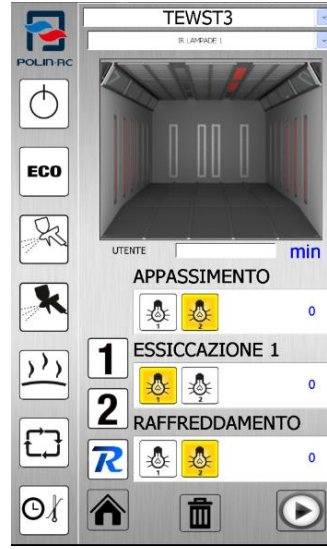 TEWST3
IR LAMPADE 1
POLIN-RC
ECO
UTENTE
min
APPASSIMENTO
1
2
0
1
ESSICCAZIONE 1
1
2
0
2
RAFFREDDAMENTO
R
1
2
0